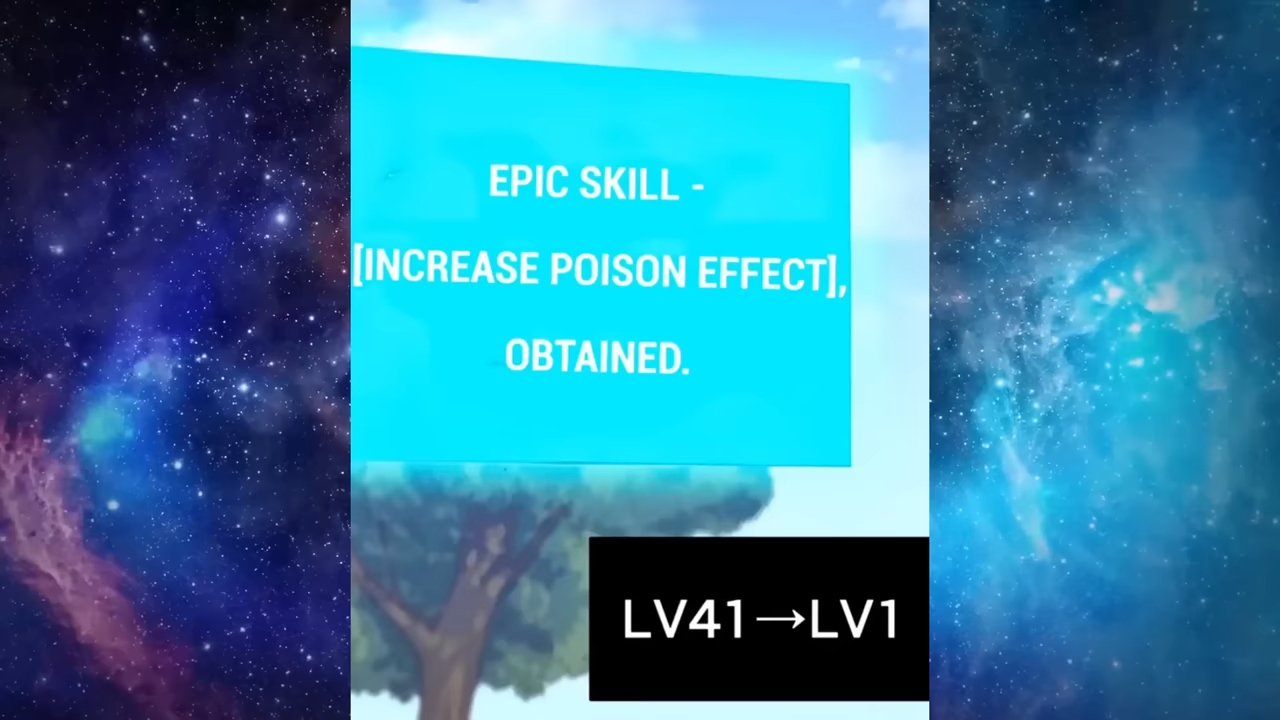 EPIC SKILL -
[INCREASE POISON EFFECT],
OBTAINED.
LV41→LV1